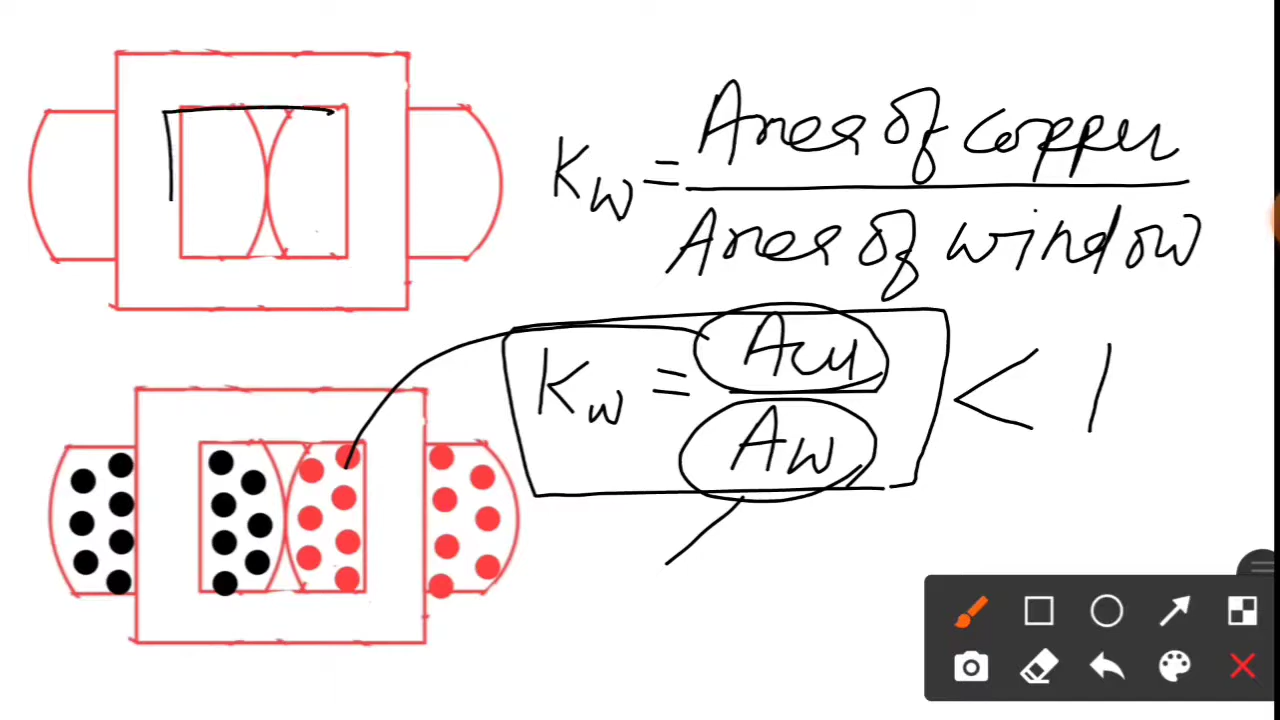 Kw = Area of copper
Area of window
Kw = Acu
Aw
< 1